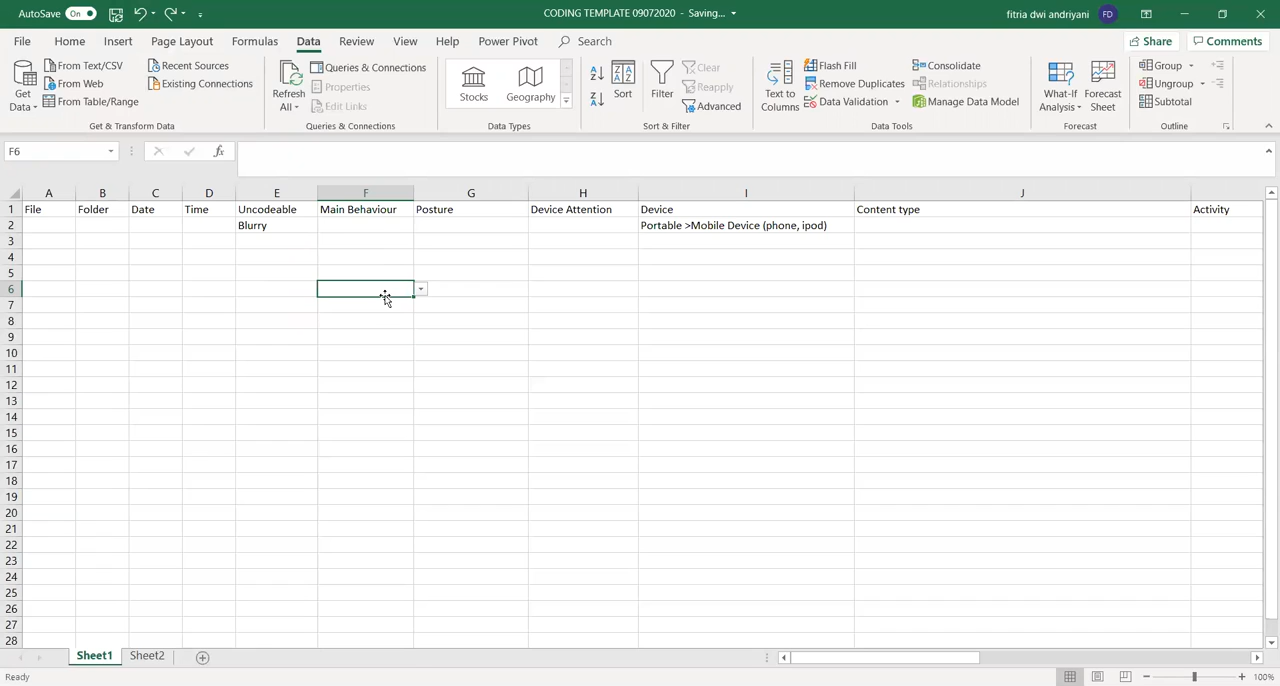 AutoSave On CODING TEMPLATE 09072020 - Saving... fitria dwi andriyani FD
File Home Insert Page Layout Formulas Data Review View Help Power Pivot Search Share Comments
Get Data
From Text/CSV
From Web
From Table/Range
Recent Sources
Existing Connections
Get & Transform Data
Refresh All
Queries & Connections
Properties
Edit Links
Queries & Connections
Stocks
Geography
Data Types
Sort
Filter
Clear
Reapply
Advanced
Sort & Filter
Text to Columns
Flash Fill
Remove Duplicates
Data Validation
Consolidate
Relationships
Manage Data Model
Data Tools
What-If Analysis
Forecast Sheet
Forecast
Group
Ungroup
Subtotal
Outline
F6 fx
A B C D E F G H I J
1 File Folder Date Time Uncodeable Main Behaviour Posture Device Attention Device Content type Activity
2 Blurry Portable >Mobile Device (phone, ipod)
3
4
5
6
7
8
9
10
11
12
13
14
15
16
17
18
19
20
21
22
23
24
25
26
27
28
Sheet1 Sheet2
Ready 100%